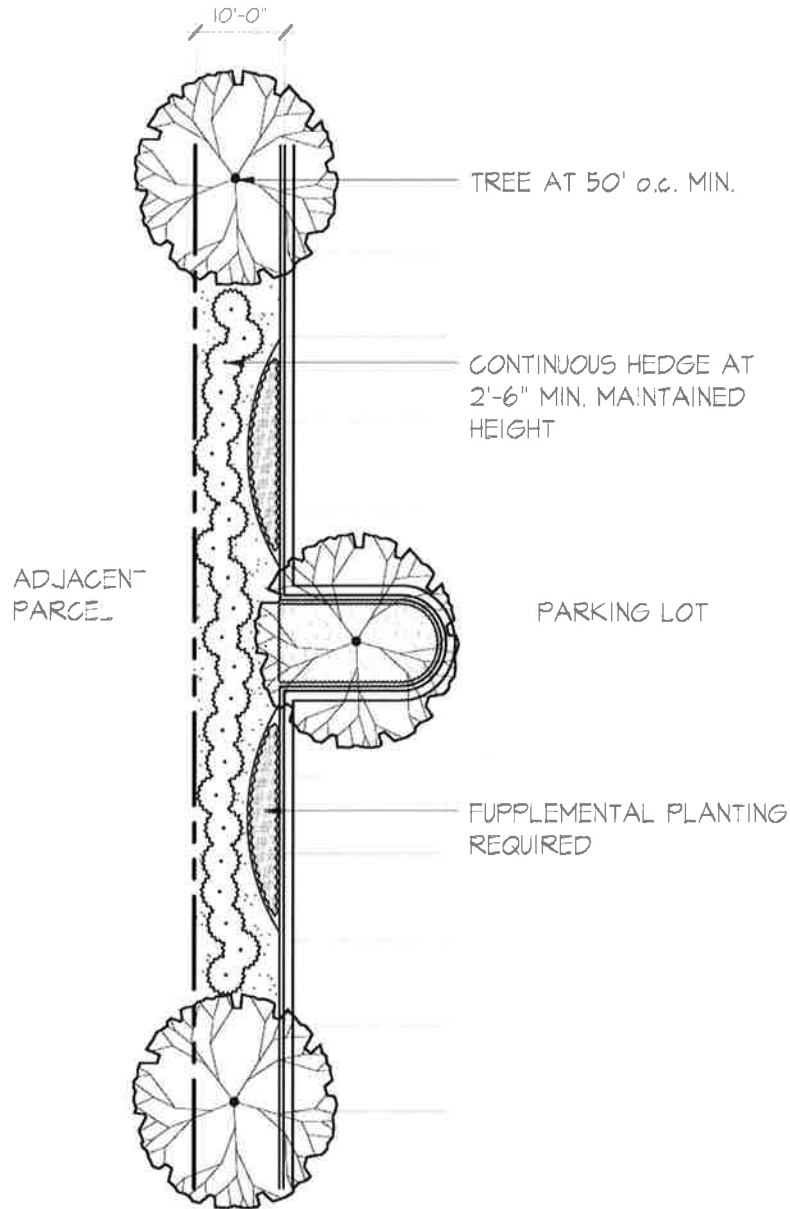 10'-0"
TREE AT 50' o.c. MIN.
CONTINUOUS HEDGE AT
2'-6" MIN. MAINTAINED
HEIGHT
ADJACENT
PARCEL
PARKING LOT
FUPPLEMENTAL PLANTING
REQUIRED